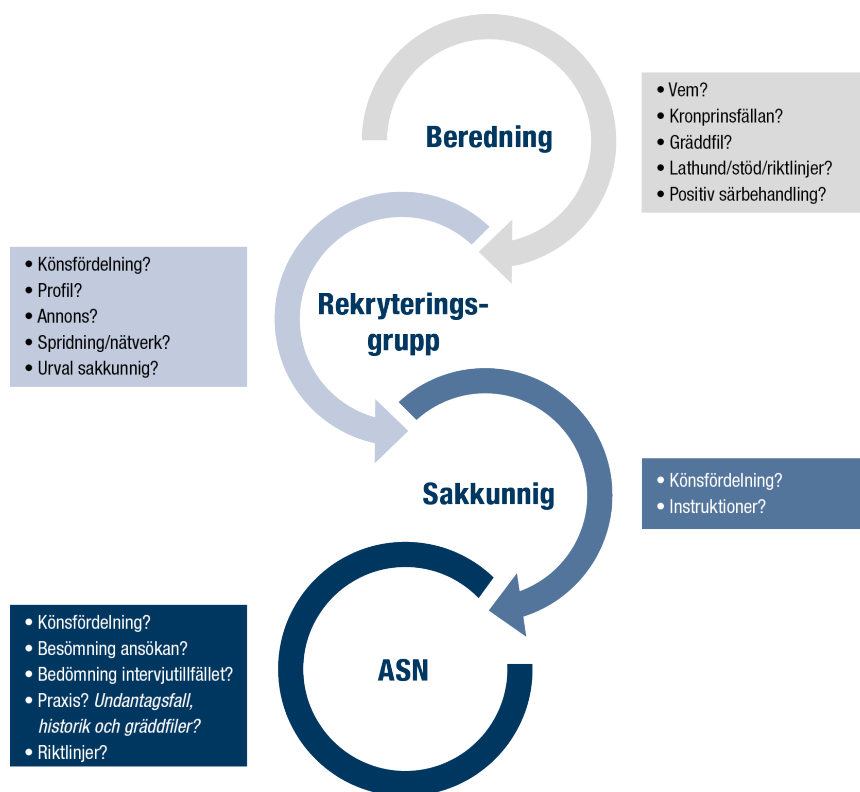 Beredning
• Vem?
• Kronprinsfällan?
• Gräddfil?
• Lathund/stöd/riktlinjer?
• Positiv särbehandling?
• Könsfördelning?
• Profil?
• Annons?
• Spridning/nätverk?
• Urval sakkunnig?
Rekryterings-
grupp
Sakkunnig
• Könsfördelning?
• Instruktioner?
• Könsfördelning?
• Besömning ansökan?
• Bedömning intervjutillfället?
• Praxis? Undantagsfall,
historik och gräddfiler?
• Riktlinjer?
ASN